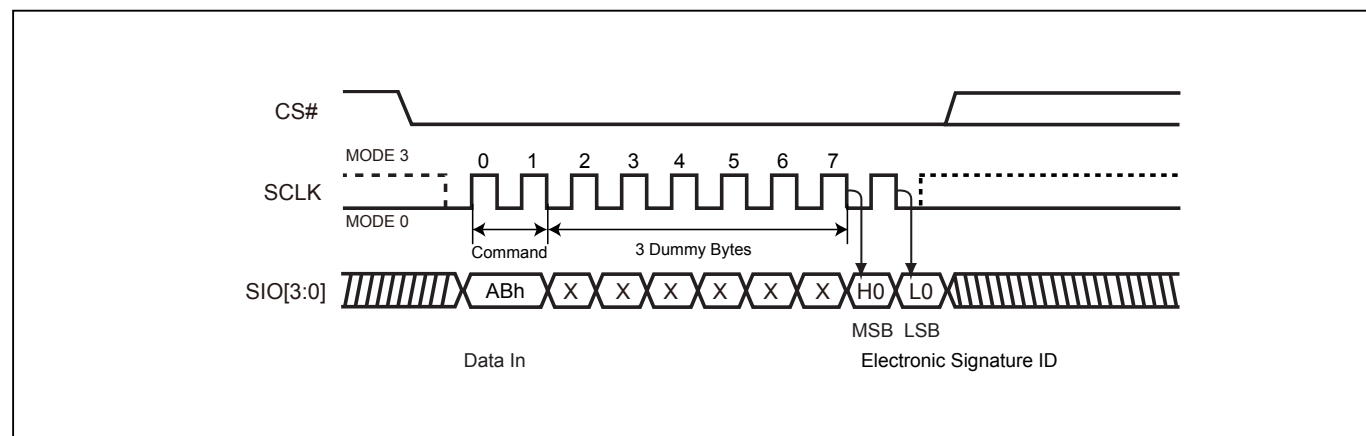 CS#
MODE 3
0 1 2 3 4 5 6 7
SCLK
MODE 0
Command
3 Dummy Bytes
SIO[3:0]
ABh X X X X X X H0 L0
MSB LSB
Data In
Electronic Signature ID